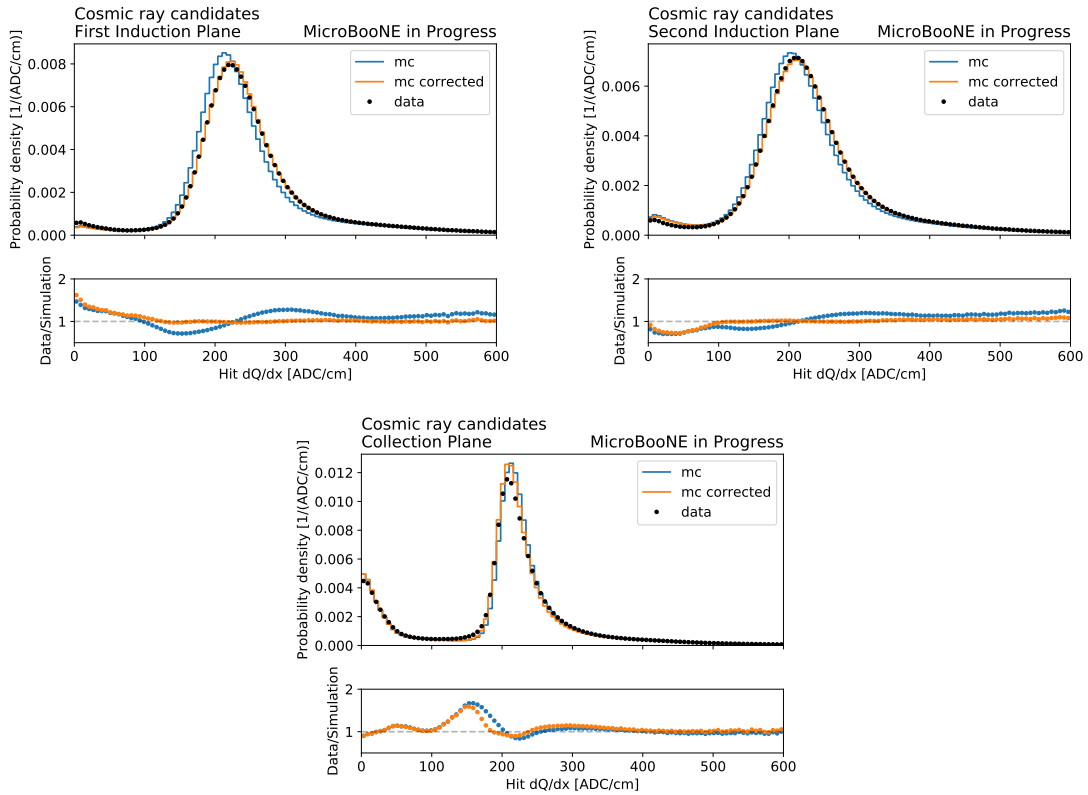 Cosmic ray candidates
First Induction Plane MicroBooNE in Progress
Probability density [1/(ADC/cm)]
0.008
0.006
0.004
0.002
0.000
mc
mc corrected
data
Data/Simulation
2
1
0 100 200 300 400 500 600
Hit dQ/dx [ADC/cm]
Cosmic ray candidates
Second Induction Plane MicroBooNE in Progress
Probability density [1/(ADC/cm)]
0.006
0.004
0.002
0.000
mc
mc corrected
data
Data/Simulation
2
1
0 100 200 300 400 500 600
Hit dQ/dx [ADC/cm]
Cosmic ray candidates
Collection Plane MicroBooNE in Progress
Probability density [1/(ADC/cm)]
0.012
0.010
0.008
0.006
0.004
0.002
0.000
mc
mc corrected
data
Data/Simulation
2
1
0 100 200 300 400 500 600
Hit dQ/dx [ADC/cm]